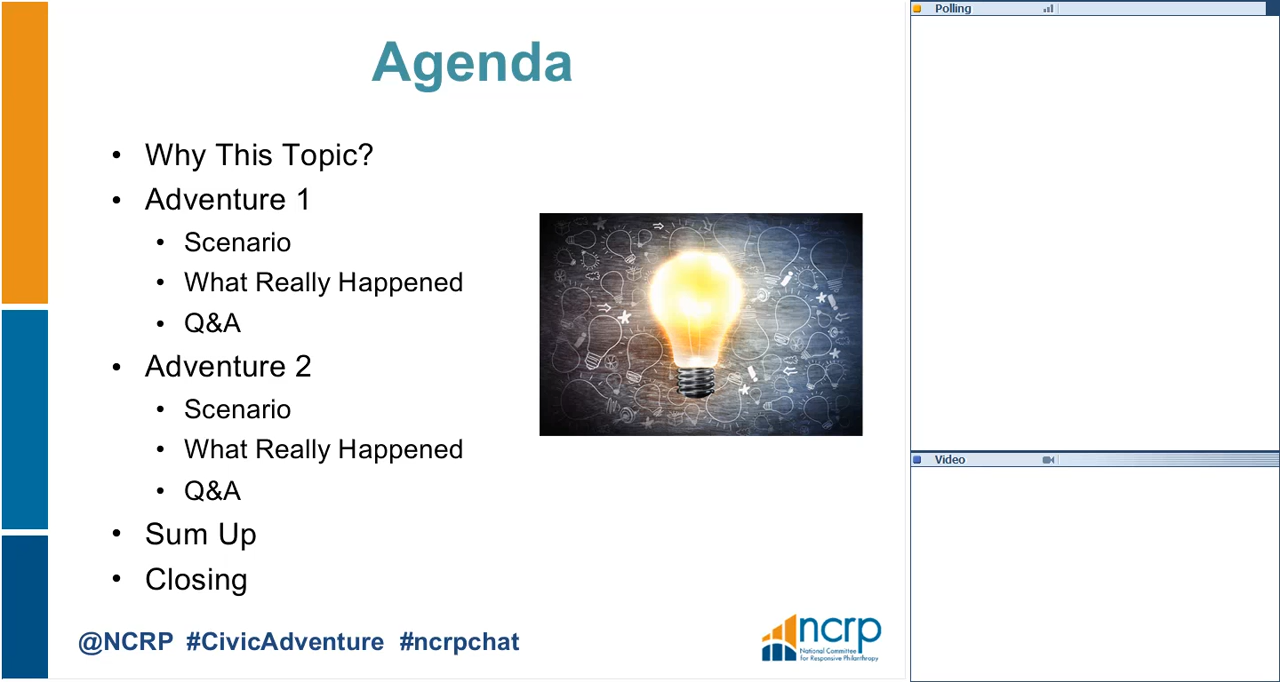 Agenda
• Why This Topic?
• Adventure 1
• Scenario
• What Really Happened
• Q&A
• Adventure 2
• Scenario
• What Really Happened
• Q&A
• Sum Up
• Closing
@NCRP #CivicAdventure #ncrpchat
ncrp
National Committee
for Responsive Philanthropy
Polling
Video